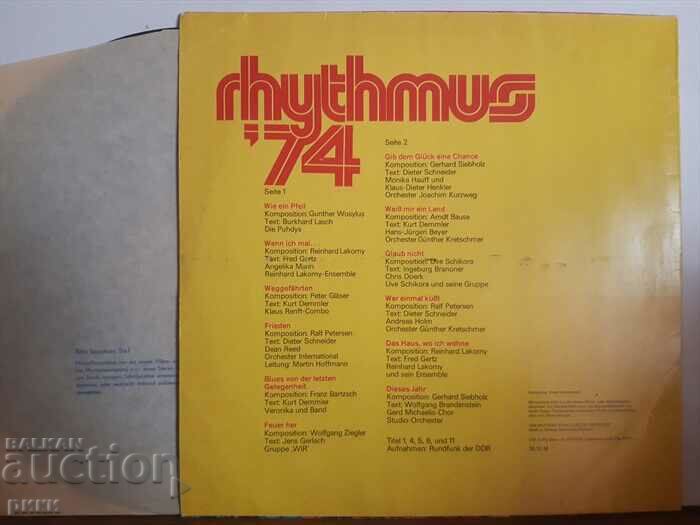 rhythmus
'74
Seite 1
Wie ein Pfeil
Komposition: Gunther Wosylus
Text: Burkhard Lasch
Die Puhdys
Wenn ich mal...
Komposition: Reinhard Lakomy
Text: Fred Gertz
Angelika Mann
Reinhard Lakomy-Ensemble
Weggefährten
Komposition: Peter Gläser
Text: Kurt Demmler
Klaus Renft-Combo
Frieden
Komposition: Ralf Petersen
Text: Dieter Schneider
Dean Reed
Orchester International
Leitung: Martin Hoffmann
Blues von der letzten
Gelegenheit
Komposition: Franz Bartzsch
Text: Kurt Demmler
Veronika und Band
Feuer her
Komposition: Wolfgang Ziegler
Text: Jens Gerlach
Gruppe „WIR“
Seite 2
Gib dem Glück eine Chance
Komposition: Gerhard Siebholz
Text: Dieter Schneider
Monika Hauff und
Klaus-Dieter Henkler
Orchester Joachim Kurzweg
Weiß mir ein Land
Komposition: Arndt Bause
Text: Kurt Demmler
Hans-Jürgen Beyer
Orchester Günther Kretschmer
Glaub nicht
Komposition: Uve Schikora
Text: Ingeburg Branoner
Chris Doerk
Uve Schikora und seine Gruppe
War einmal küßt
Komposition: Ralf Petersen
Text: Dieter Schneider
Andreas Holm
Orchester Günther Kretschmer
Das Haus, wo ich wohne
Komposition: Reinhard Lakomy
Text: Fred Gertz
Reinhard Lakomy
und sein Ensemble
Dieses Jahr
Komposition: Gerhard Siebholz
Text: Wolfgang Brandenstein
Gerd Michaelis-Chor
Studio-Orchester
Titel 1, 4, 5, 6, und 11
Aufnahmen: Rundfunk der DDR
BALKAN
auction
PKNK